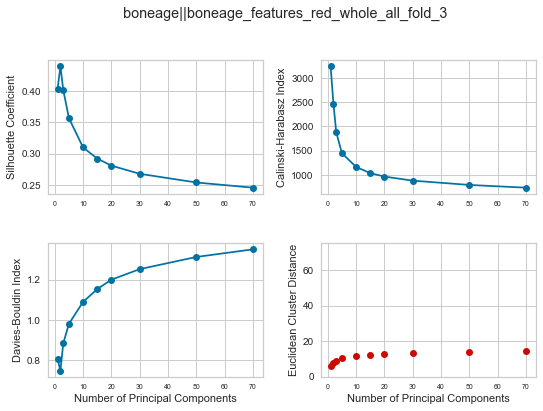 boneage||boneage_features_red_whole_all_fold_3
Silhouette Coefficient
0.40
0.35
0.30
0.25
0 10 20 30 40 50 60 70
Calinski-Harabasz Index
3000
2500
2000
1500
1000
0 10 20 30 40 50 60 70
Davies-Bouldin Index
1.2
1.0
0.8
0 10 20 30 40 50 60 70
Number of Principal Components
Euclidean Cluster Distance
60
40
20
0
0 10 20 30 40 50 60 70
Number of Principal Components